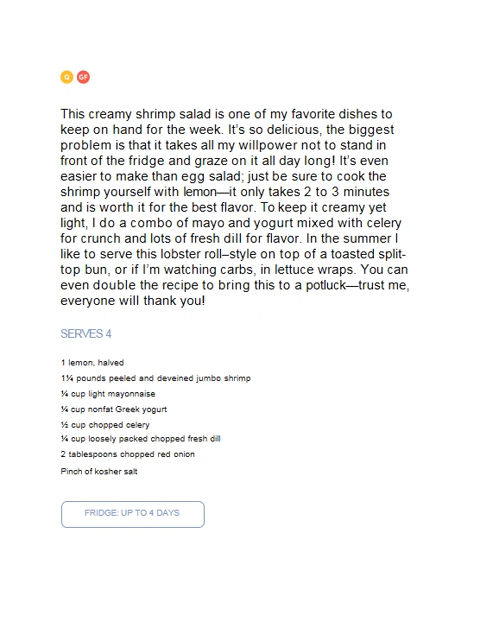 Q GF
This creamy shrimp salad is one of my favorite dishes to
keep on hand for the week. It’s so delicious, the biggest
problem is that it takes all my willpower not to stand in
front of the fridge and graze on it all day long! It’s even
easier to make than egg salad; just be sure to cook the
shrimp yourself with lemon—it only takes 2 to 3 minutes
and is worth it for the best flavor. To keep it creamy yet
light, I do a combo of mayo and yogurt mixed with celery
for crunch and lots of fresh dill for flavor. In the summer I
like to serve this lobster roll–style on top of a toasted split-
top bun, or if I’m watching carbs, in lettuce wraps. You can
even double the recipe to bring this to a potluck—trust me,
everyone will thank you!
SERVES 4
1 lemon, halved
1¼ pounds peeled and deveined jumbo shrimp
¼ cup light mayonnaise
¼ cup nonfat Greek yogurt
½ cup chopped celery
¼ cup loosely packed chopped fresh dill
2 tablespoons chopped red onion
Pinch of kosher salt
FRIDGE: UP TO 4 DAYS